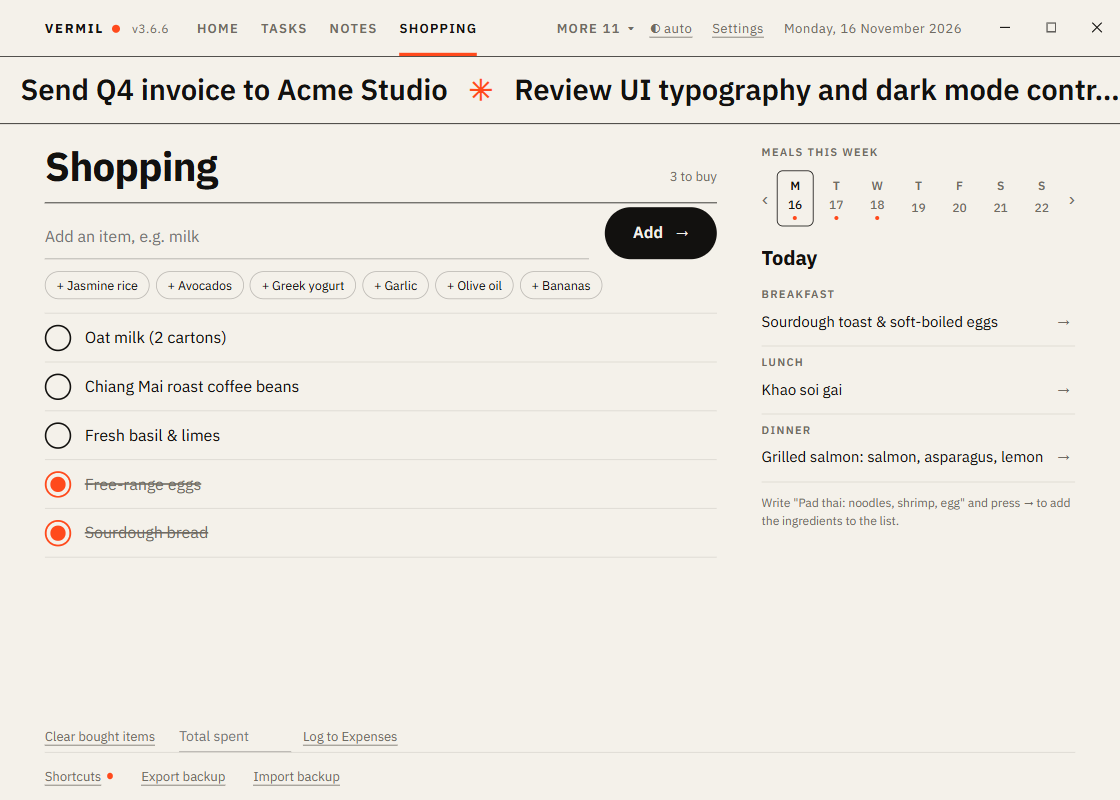 VERMIL v3.6.6 HOME TASKS NOTES SHOPPING MORE 11 auto Settings Monday, 16 November 2026
Send Q4 invoice to Acme Studio ✳ Review UI typography and dark mode contr...
Shopping
3 to buy
Add an item, e.g. milk
Add →
+ Jasmine rice + Avocados + Greek yogurt + Garlic + Olive oil + Bananas
Oat milk (2 cartons)
Chiang Mai roast coffee beans
Fresh basil & limes
Free-range eggs
Sourdough bread
MEALS THIS WEEK
‹ M T W T F S S ›
16 17 18 19 20 21 22
Today
BREAKFAST
Sourdough toast & soft-boiled eggs →
LUNCH
Khao soi gai →
DINNER
Grilled salmon: salmon, asparagus, lemon →
Write "Pad thai: noodles, shrimp, egg" and press → to add
the ingredients to the list.
Clear bought items Total spent Log to Expenses
Shortcuts Export backup Import backup